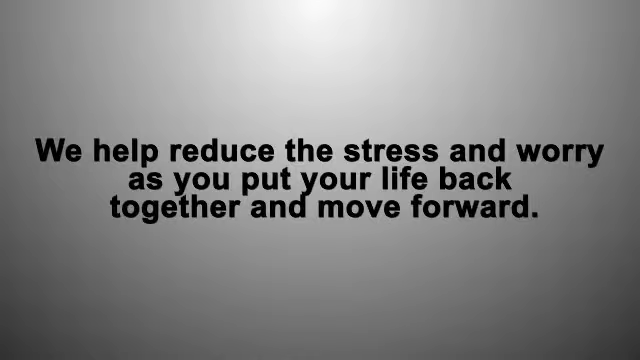 We help reduce the stress and worry
as you put your life back
together and move forward.